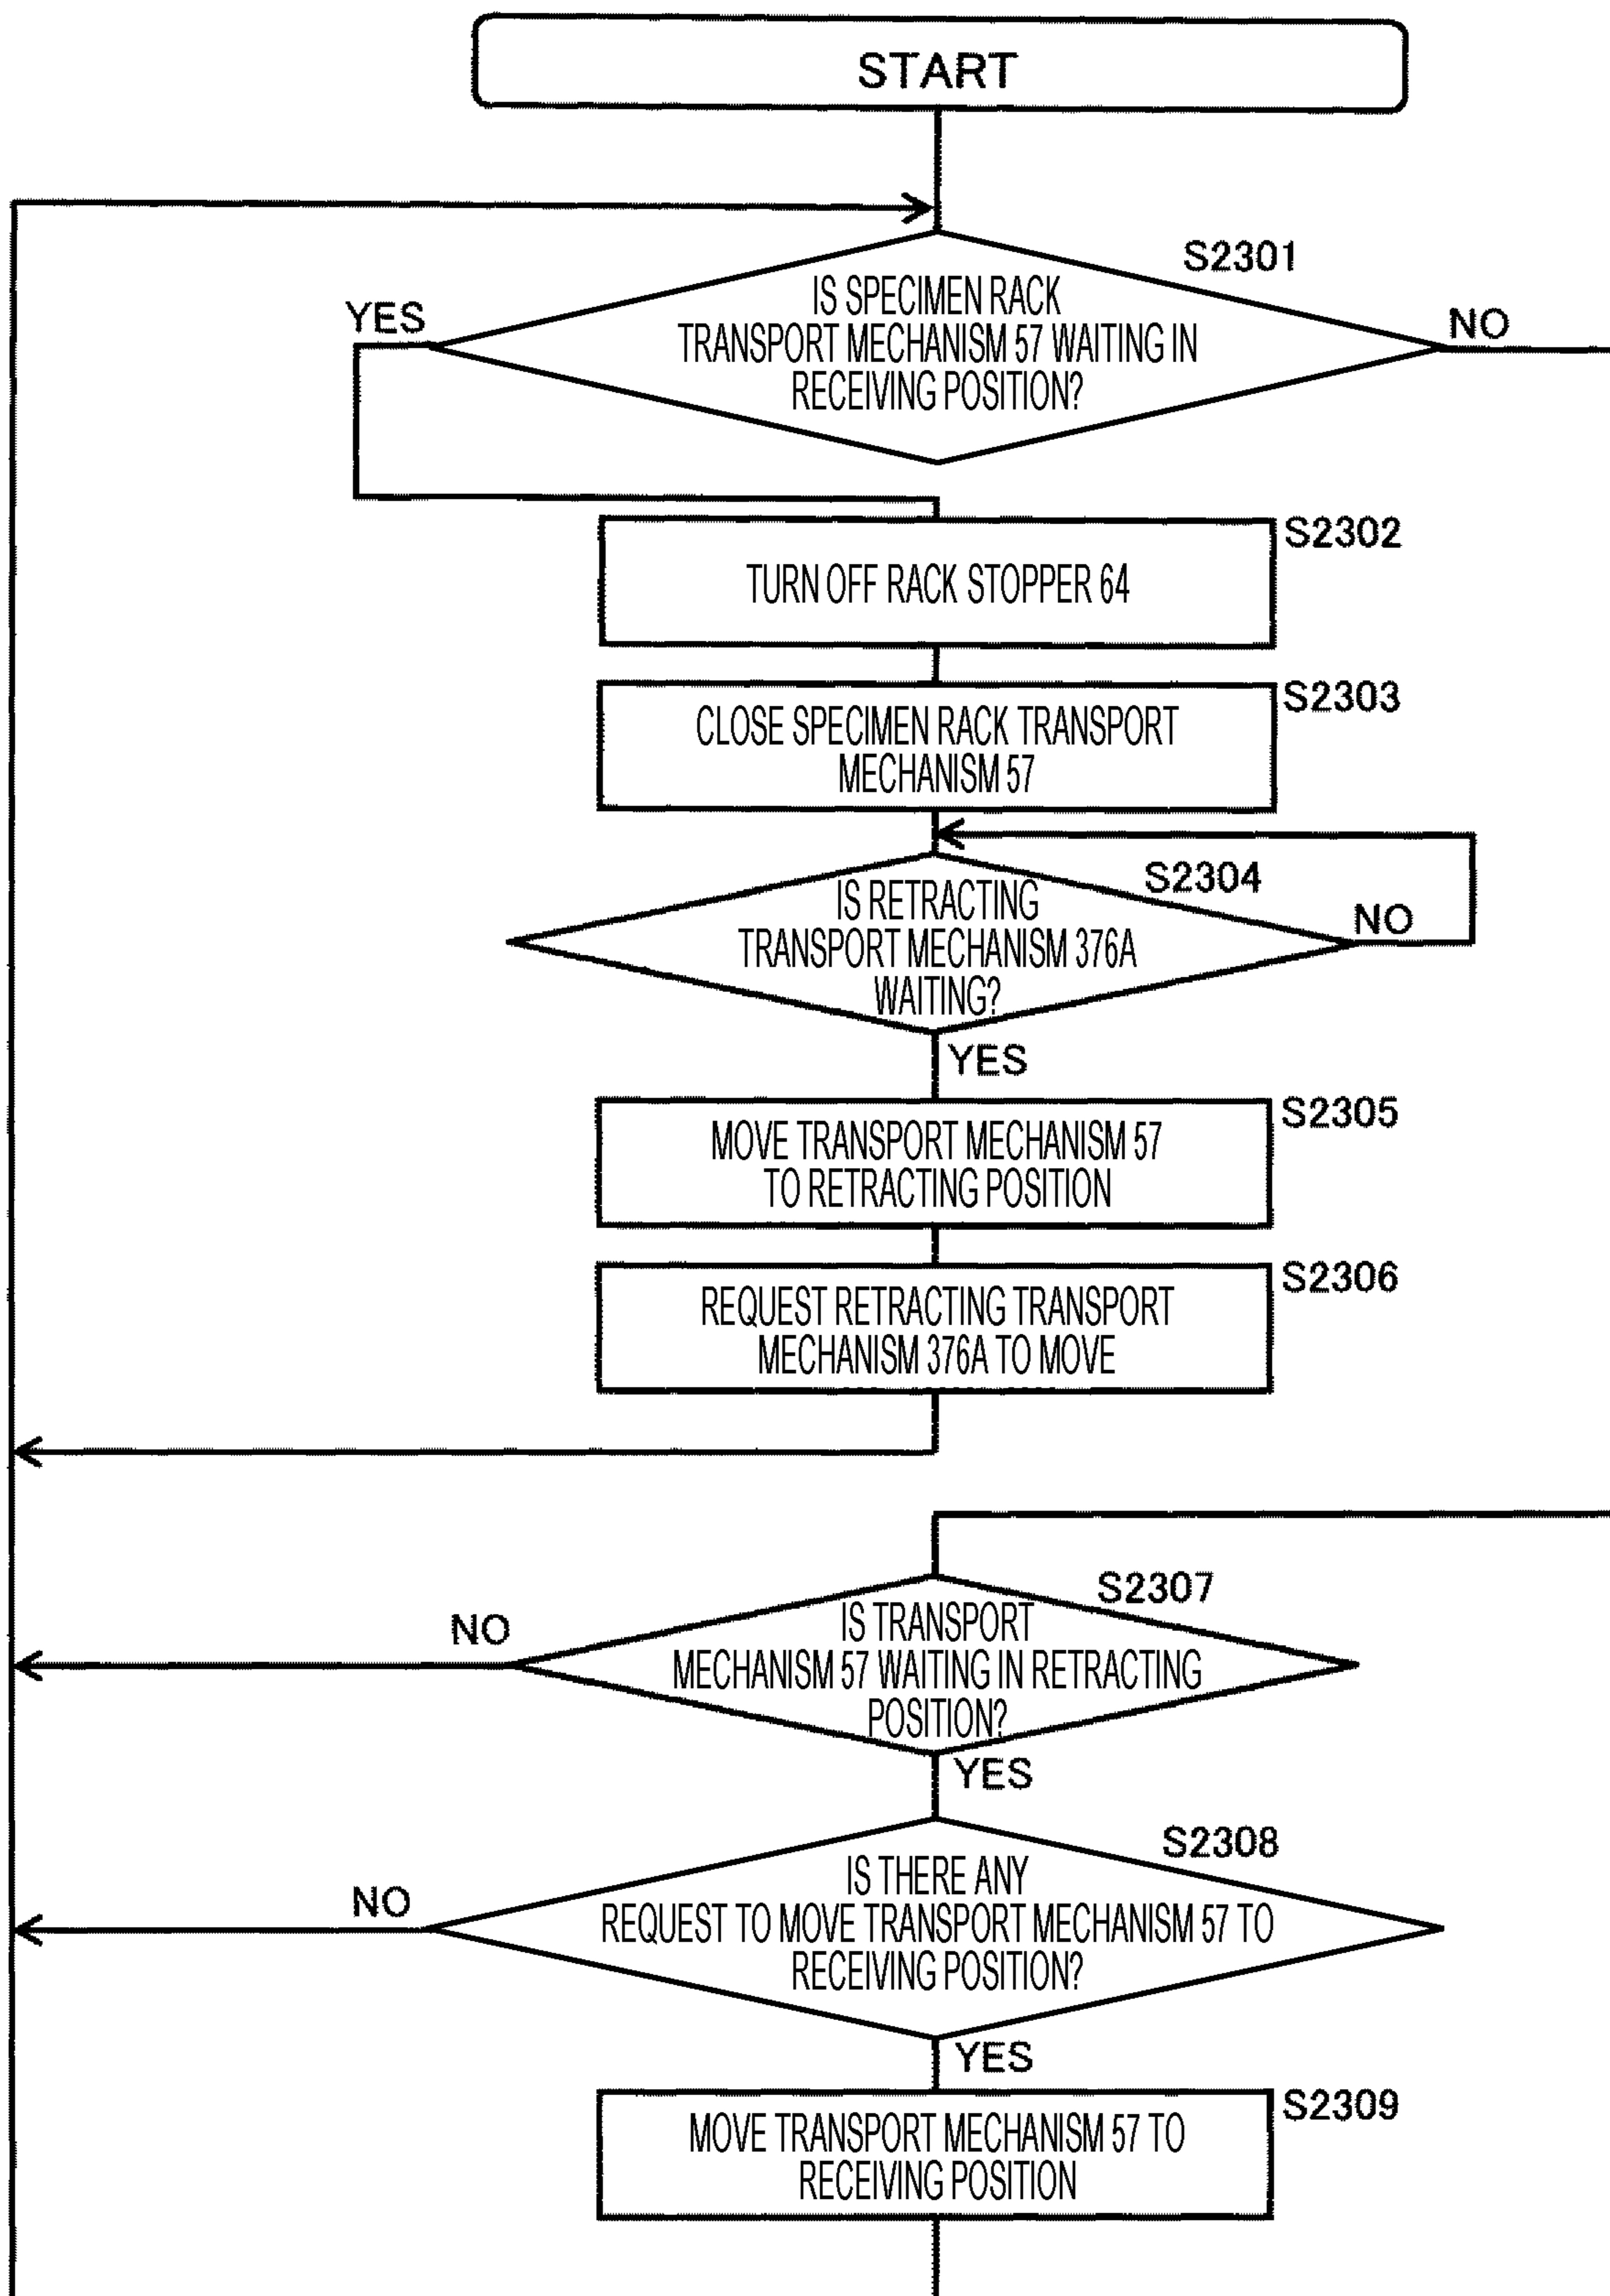 START
S2301
IS SPECIMEN RACK
TRANSPORT MECHANISM 57 WAITING IN
RECEIVING POSITION?
YES
NO
S2302
TURN OFF RACK STOPPER 64
S2303
CLOSE SPECIMEN RACK TRANSPORT
MECHANISM 57
S2304
IS RETRACTING
TRANSPORT MECHANISM 376A
WAITING?
NO
YES
S2305
MOVE TRANSPORT MECHANISM 57
TO RETRACTING POSITION
S2306
REQUEST RETRACTING TRANSPORT
MECHANISM 376A TO MOVE
S2307
IS TRANSPORT
MECHANISM 57 WAITING IN RETRACTING
POSITION?
NO
YES
S2308
IS THERE ANY
REQUEST TO MOVE TRANSPORT MECHANISM 57 TO
RECEIVING POSITION?
NO
YES
S2309
MOVE TRANSPORT MECHANISM 57 TO
RECEIVING POSITION